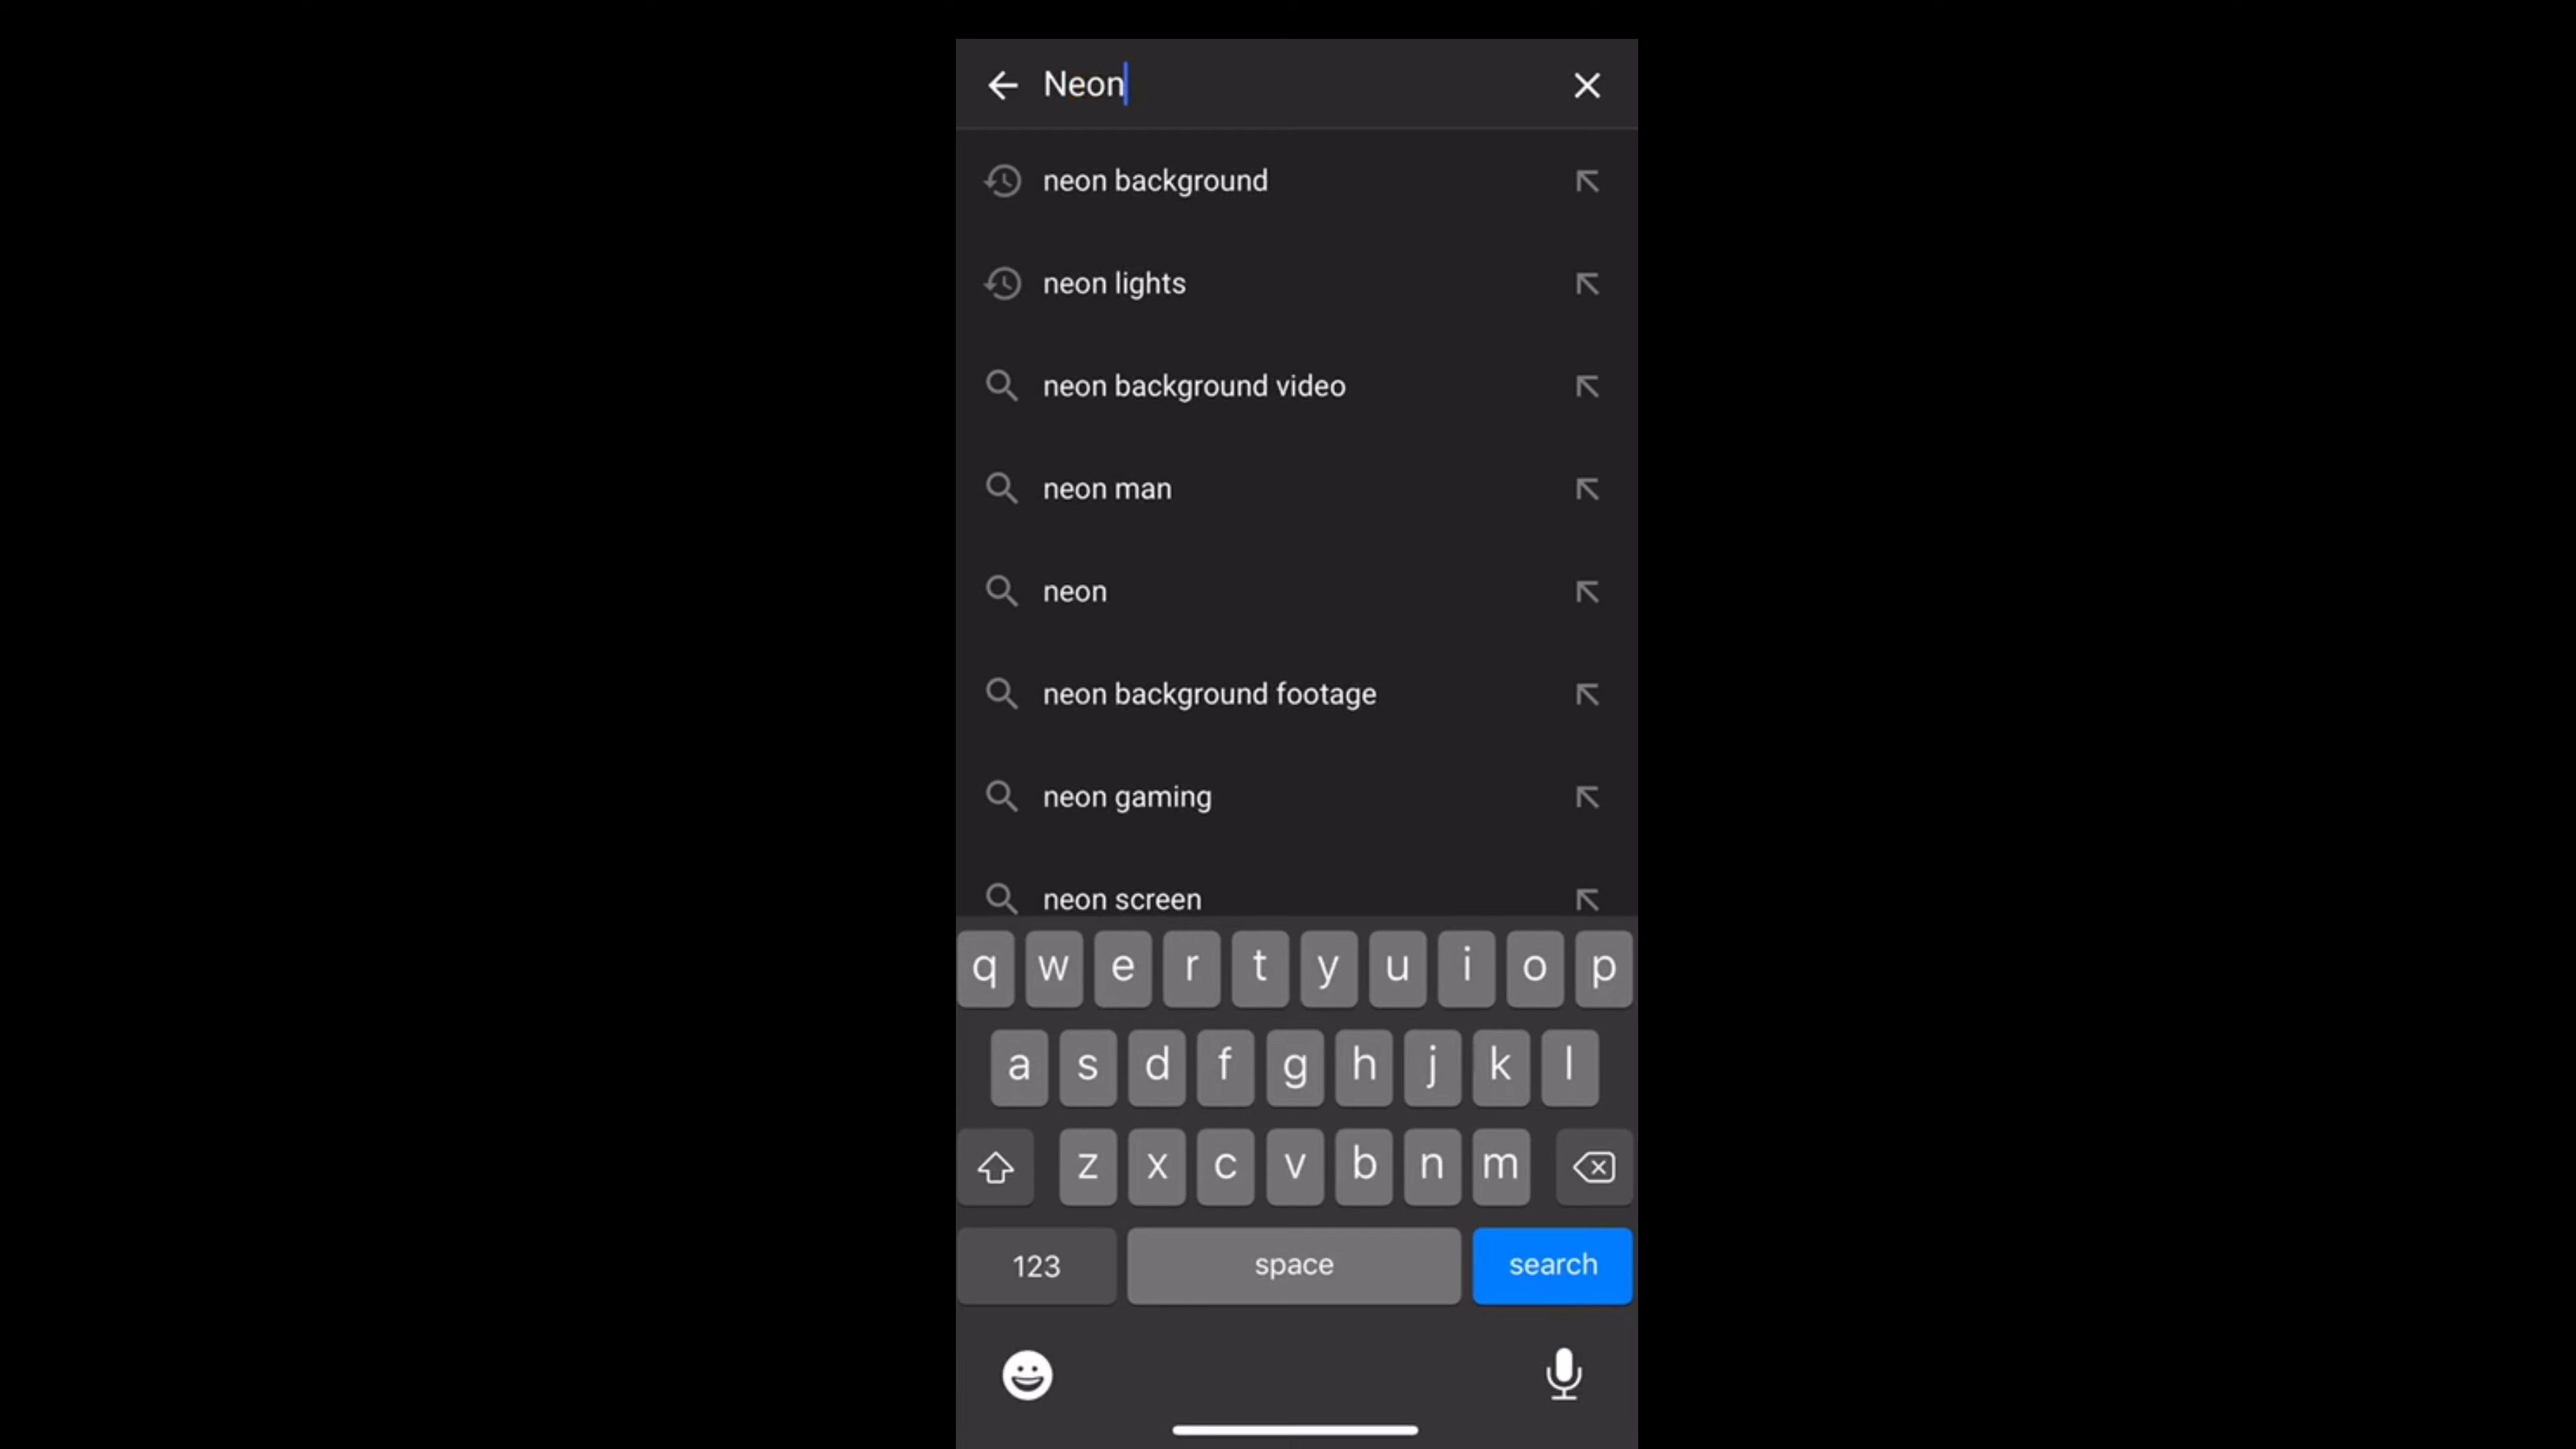 Neon
neon background
neon lights
neon background video
neon man
neon
neon background footage
neon gaming
neon screen
q w e r t y u i o p
a s d f g h j k l
z x c v b n m
123 space search